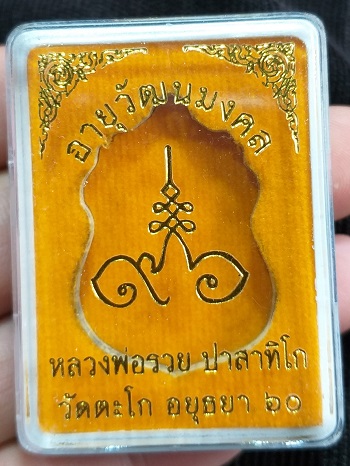 อายุวัฒนมงคล
หลวงพ่อรวย ปาสาทิโก
วัดตะโก อยุธยา ๖๐